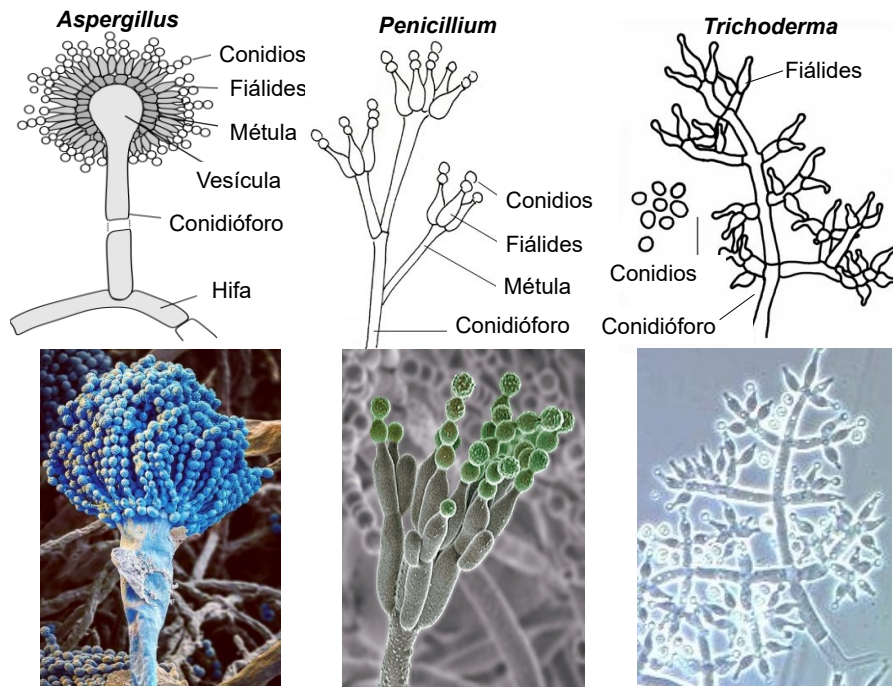 Aspergillus
Conidios
Fiálides
Métula
Vesícula
Conidióforo
Hifa
Penicillium
Conidios
Fiálides
Métula
Conidióforo
Trichoderma
Fiálides
Conidios
Conidióforo